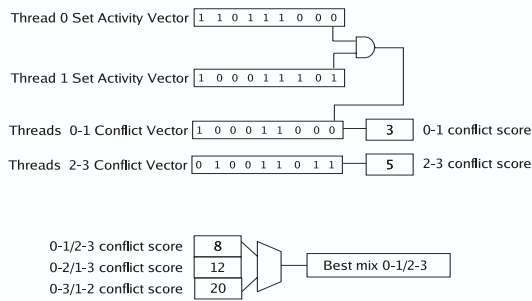 Thread 0 Set Activity Vector 1 1 0 1 1 1 0 0 0
Thread 1 Set Activity Vector 1 0 0 0 1 1 1 0 1
Threads 0-1 Conflict Vector 1 0 0 0 1 1 0 0 0 3 0-1 conflict score
Threads 2-3 Conflict Vector 0 1 0 0 1 1 0 1 1 5 2-3 conflict score
0-1/2-3 conflict score 8
0-2/1-3 conflict score 12
0-3/1-2 conflict score 20
Best mix 0-1/2-3